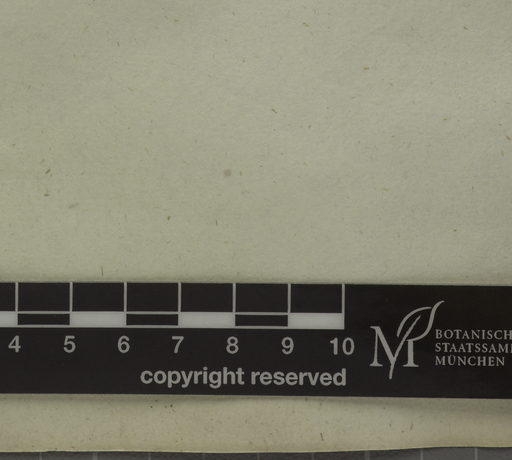 4 5 6 7 8 9 10
copyright reserved
BOTANISCH
STAATSSAM
MÜNCHEN